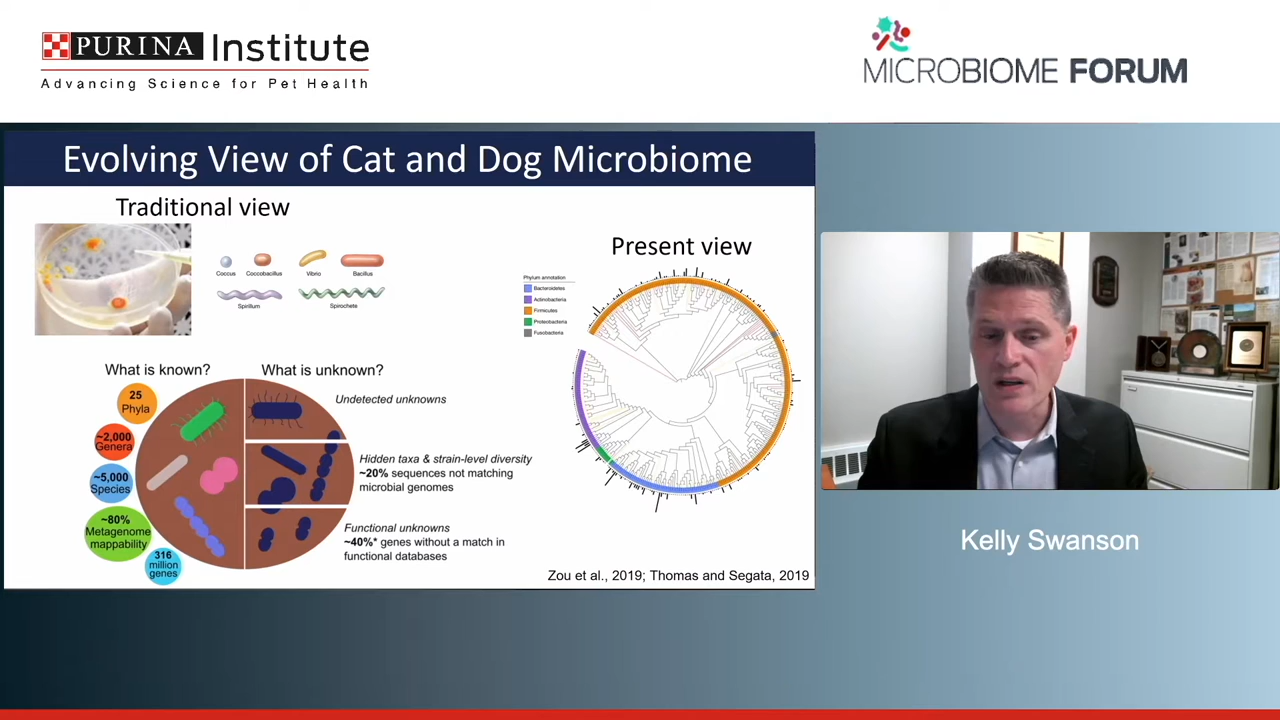 PURINA Institute
Advancing Science for Pet Health
MICROBIOME FORUM
Evolving View of Cat and Dog Microbiome
Traditional view
Coccus
Coccobacillus
Vibrio
Bacillus
Spirillum
Spirochete
Present view
Phylum annotation
Bacteroidetes
Actinobacteria
Firmicutes
Proteobacteria
Fusobacteria
What is known?
What is unknown?
25
Phyla
~2,000
Genera
~5,000
Species
~80%
Metagenome
mappability
316
million
genes
Undetected unknowns
Hidden taxa & strain-level diversity
~20% sequences not matching
microbial genomes
Functional unknowns
~40%* genes without a match in
functional databases
Zou et al., 2019; Thomas and Segata, 2019
Kelly Swanson